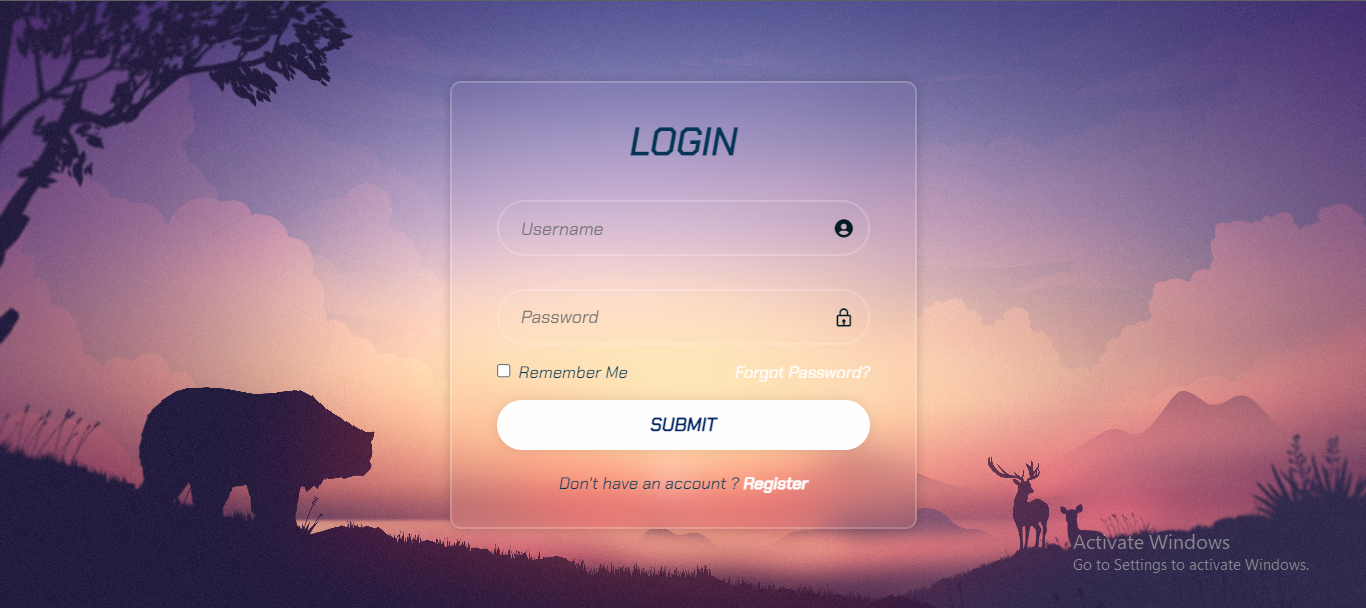 LOGIN
Username
Password
Remember Me Forgot Password?
SUBMIT
Don't have an account ? Register
Activate Windows
Go to Settings to activate Windows.